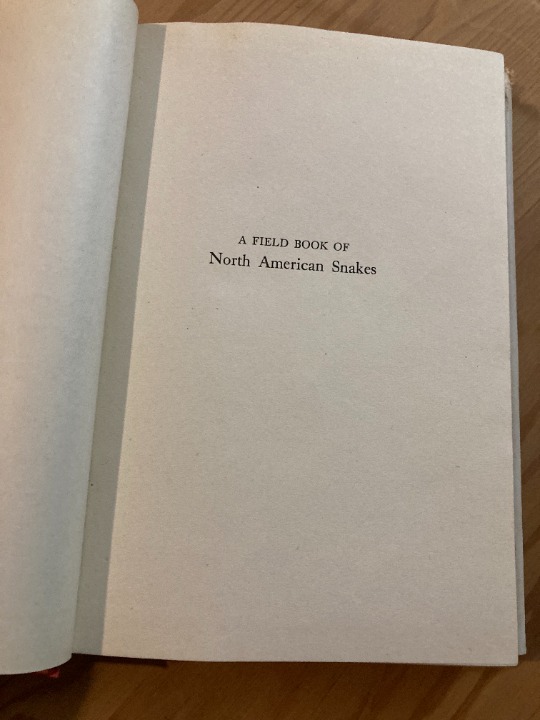 A FIELD BOOK OF
North American Snakes